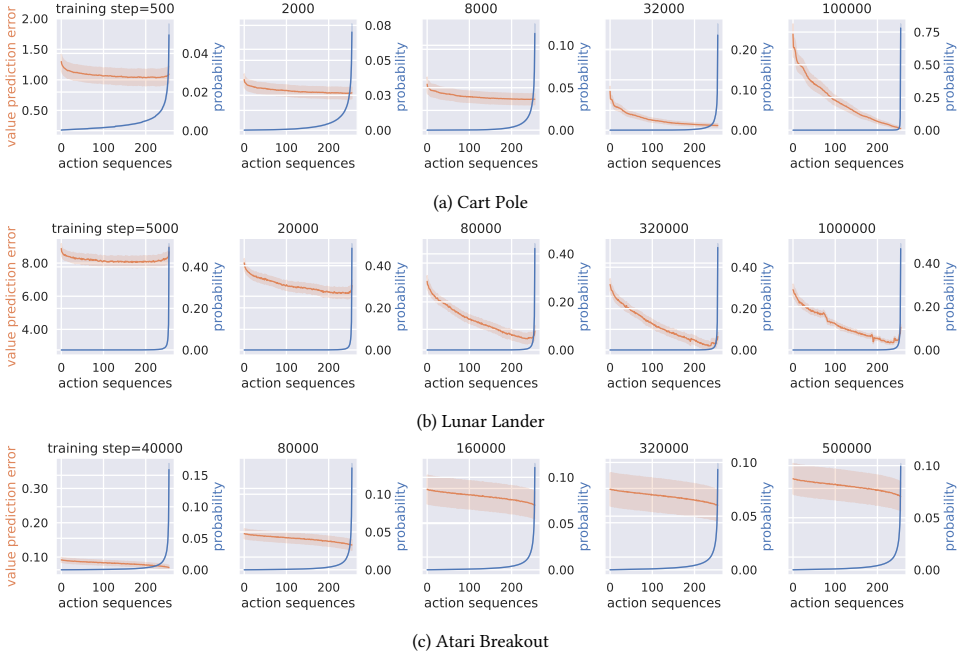 training step=500 2000 8000 32000 100000
value prediction error
2.00 1.50 1.00 0.50
0.04 0.02 0.00
0.08 0.05 0.03 0.00
0.10 0.05 0.00
0.20 0.10 0.00
0.75 0.50 0.25 0.00
probability probability probability probability probability
0 100 200 0 100 200 0 100 200 0 100 200 0 100 200
action sequences action sequences action sequences action sequences action sequences
(a) Cart Pole
training step=5000 20000 80000 320000 1000000
value prediction error
8.00 6.00 4.00
0.40 0.20 0.00
0.40 0.20 0.00
0.40 0.20 0.00
0.40 0.20 0.00
0.40 0.20 0.00
probability probability probability probability probability
0 100 200 0 100 200 0 100 200 0 100 200 0 100 200
action sequences action sequences action sequences action sequences action sequences
(b) Lunar Lander
training step=40000 80000 160000 320000 500000
value prediction error
0.30 0.20 0.10
0.15 0.10 0.05 0.00
0.10 0.05 0.00
0.10 0.05 0.00
0.10 0.05 0.00
0.10 0.05 0.00
probability probability probability probability probability
0 100 200 0 100 200 0 100 200 0 100 200 0 100 200
action sequences action sequences action sequences action sequences action sequences
(c) Atari Breakout